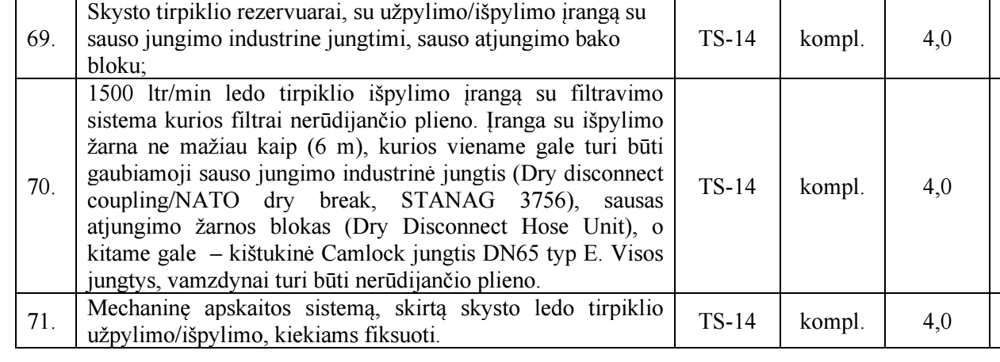 69. Skysto tirpiklio rezervuarai, su užpylimo/išpylimo įrangą su
sauso jungimo industrine jungtimi, sauso atjungimo bako
bloku; TS-14 kompl. 4,0
70. 1500 ltr/min ledo tirpiklio išpylimo įrangą su filtravimo
sistema kurios filtrai nerūdijančio plieno. Įranga su išpylimo
žarna ne mažiau kaip (6 m), kurios viename gale turi būti
gaubiamoji sauso jungimo industrinė jungtis (Dry disconnect
coupling/NATO dry break, STANAG 3756), sausas
atjungimo žarnos blokas (Dry Disconnect Hose Unit), o
kitame gale – kištukinė Camlock jungtis DN65 typ E. Visos
jungtys, vamzdynai turi būti nerūdijančio plieno. TS-14 kompl. 4,0
71. Mechaninę apskaitos sistemą, skirtą skysto ledo tirpiklio
užpylimo/išpylimo, kiekiams fiksuoti. TS-14 kompl. 4,0